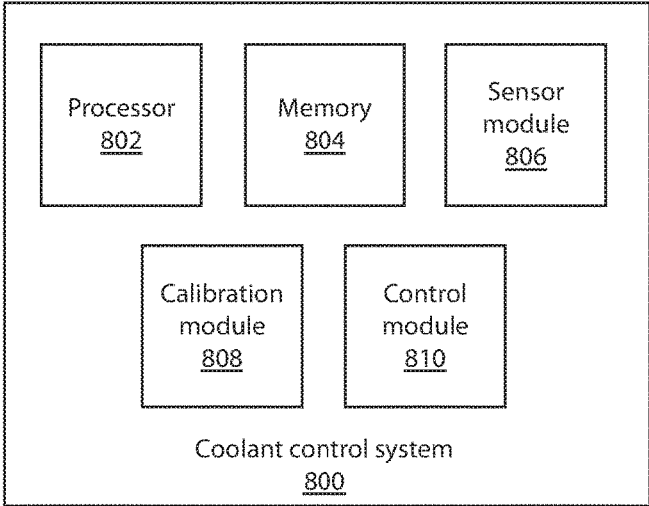 Processor
802
Memory
804
Sensor
module
806
Calibration
module
808
Control
module
810
Coolant control system
800